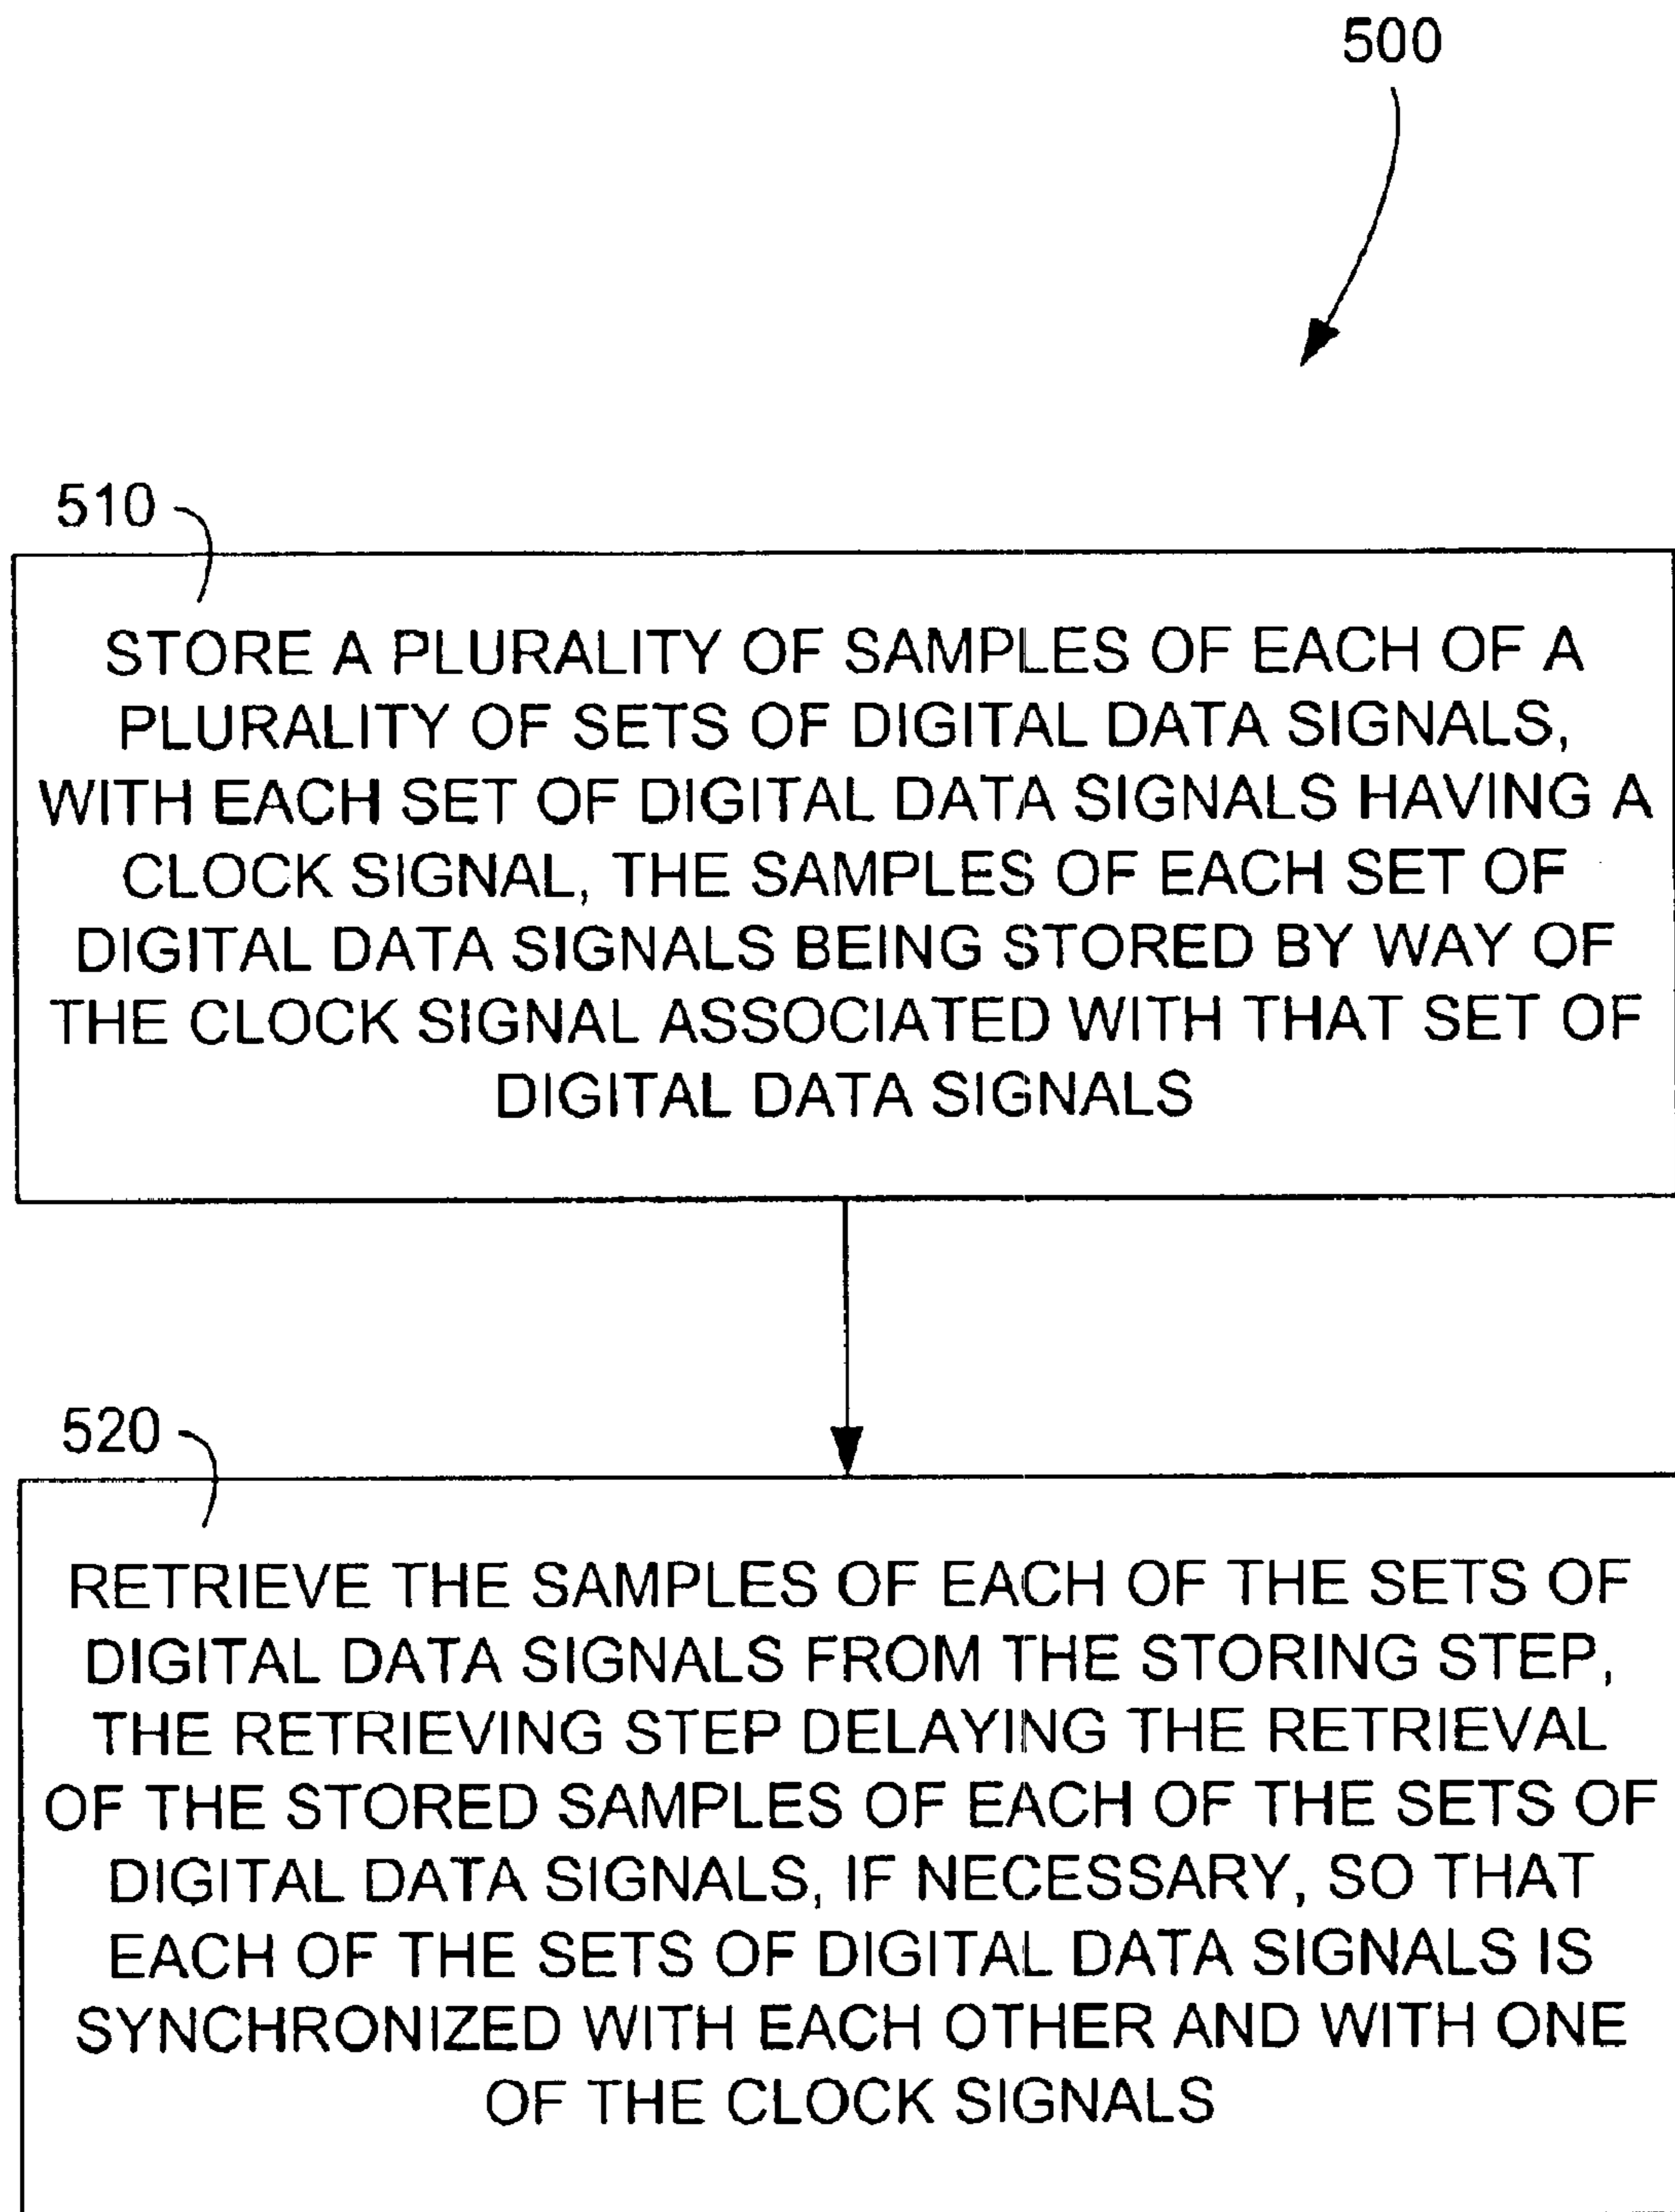 500
510
STORE A PLURALITY OF SAMPLES OF EACH OF A
PLURALITY OF SETS OF DIGITAL DATA SIGNALS,
WITH EACH SET OF DIGITAL DATA SIGNALS HAVING A
CLOCK SIGNAL, THE SAMPLES OF EACH SET OF
DIGITAL DATA SIGNALS BEING STORED BY WAY OF
THE CLOCK SIGNAL ASSOCIATED WITH THAT SET OF
DIGITAL DATA SIGNALS
520
RETRIEVE THE SAMPLES OF EACH OF THE SETS OF
DIGITAL DATA SIGNALS FROM THE STORING STEP,
THE RETRIEVING STEP DELAYING THE RETRIEVAL
OF THE STORED SAMPLES OF EACH OF THE SETS OF
DIGITAL DATA SIGNALS, IF NECESSARY, SO THAT
EACH OF THE SETS OF DIGITAL DATA SIGNALS IS
SYNCHRONIZED WITH EACH OTHER AND WITH ONE
OF THE CLOCK SIGNALS